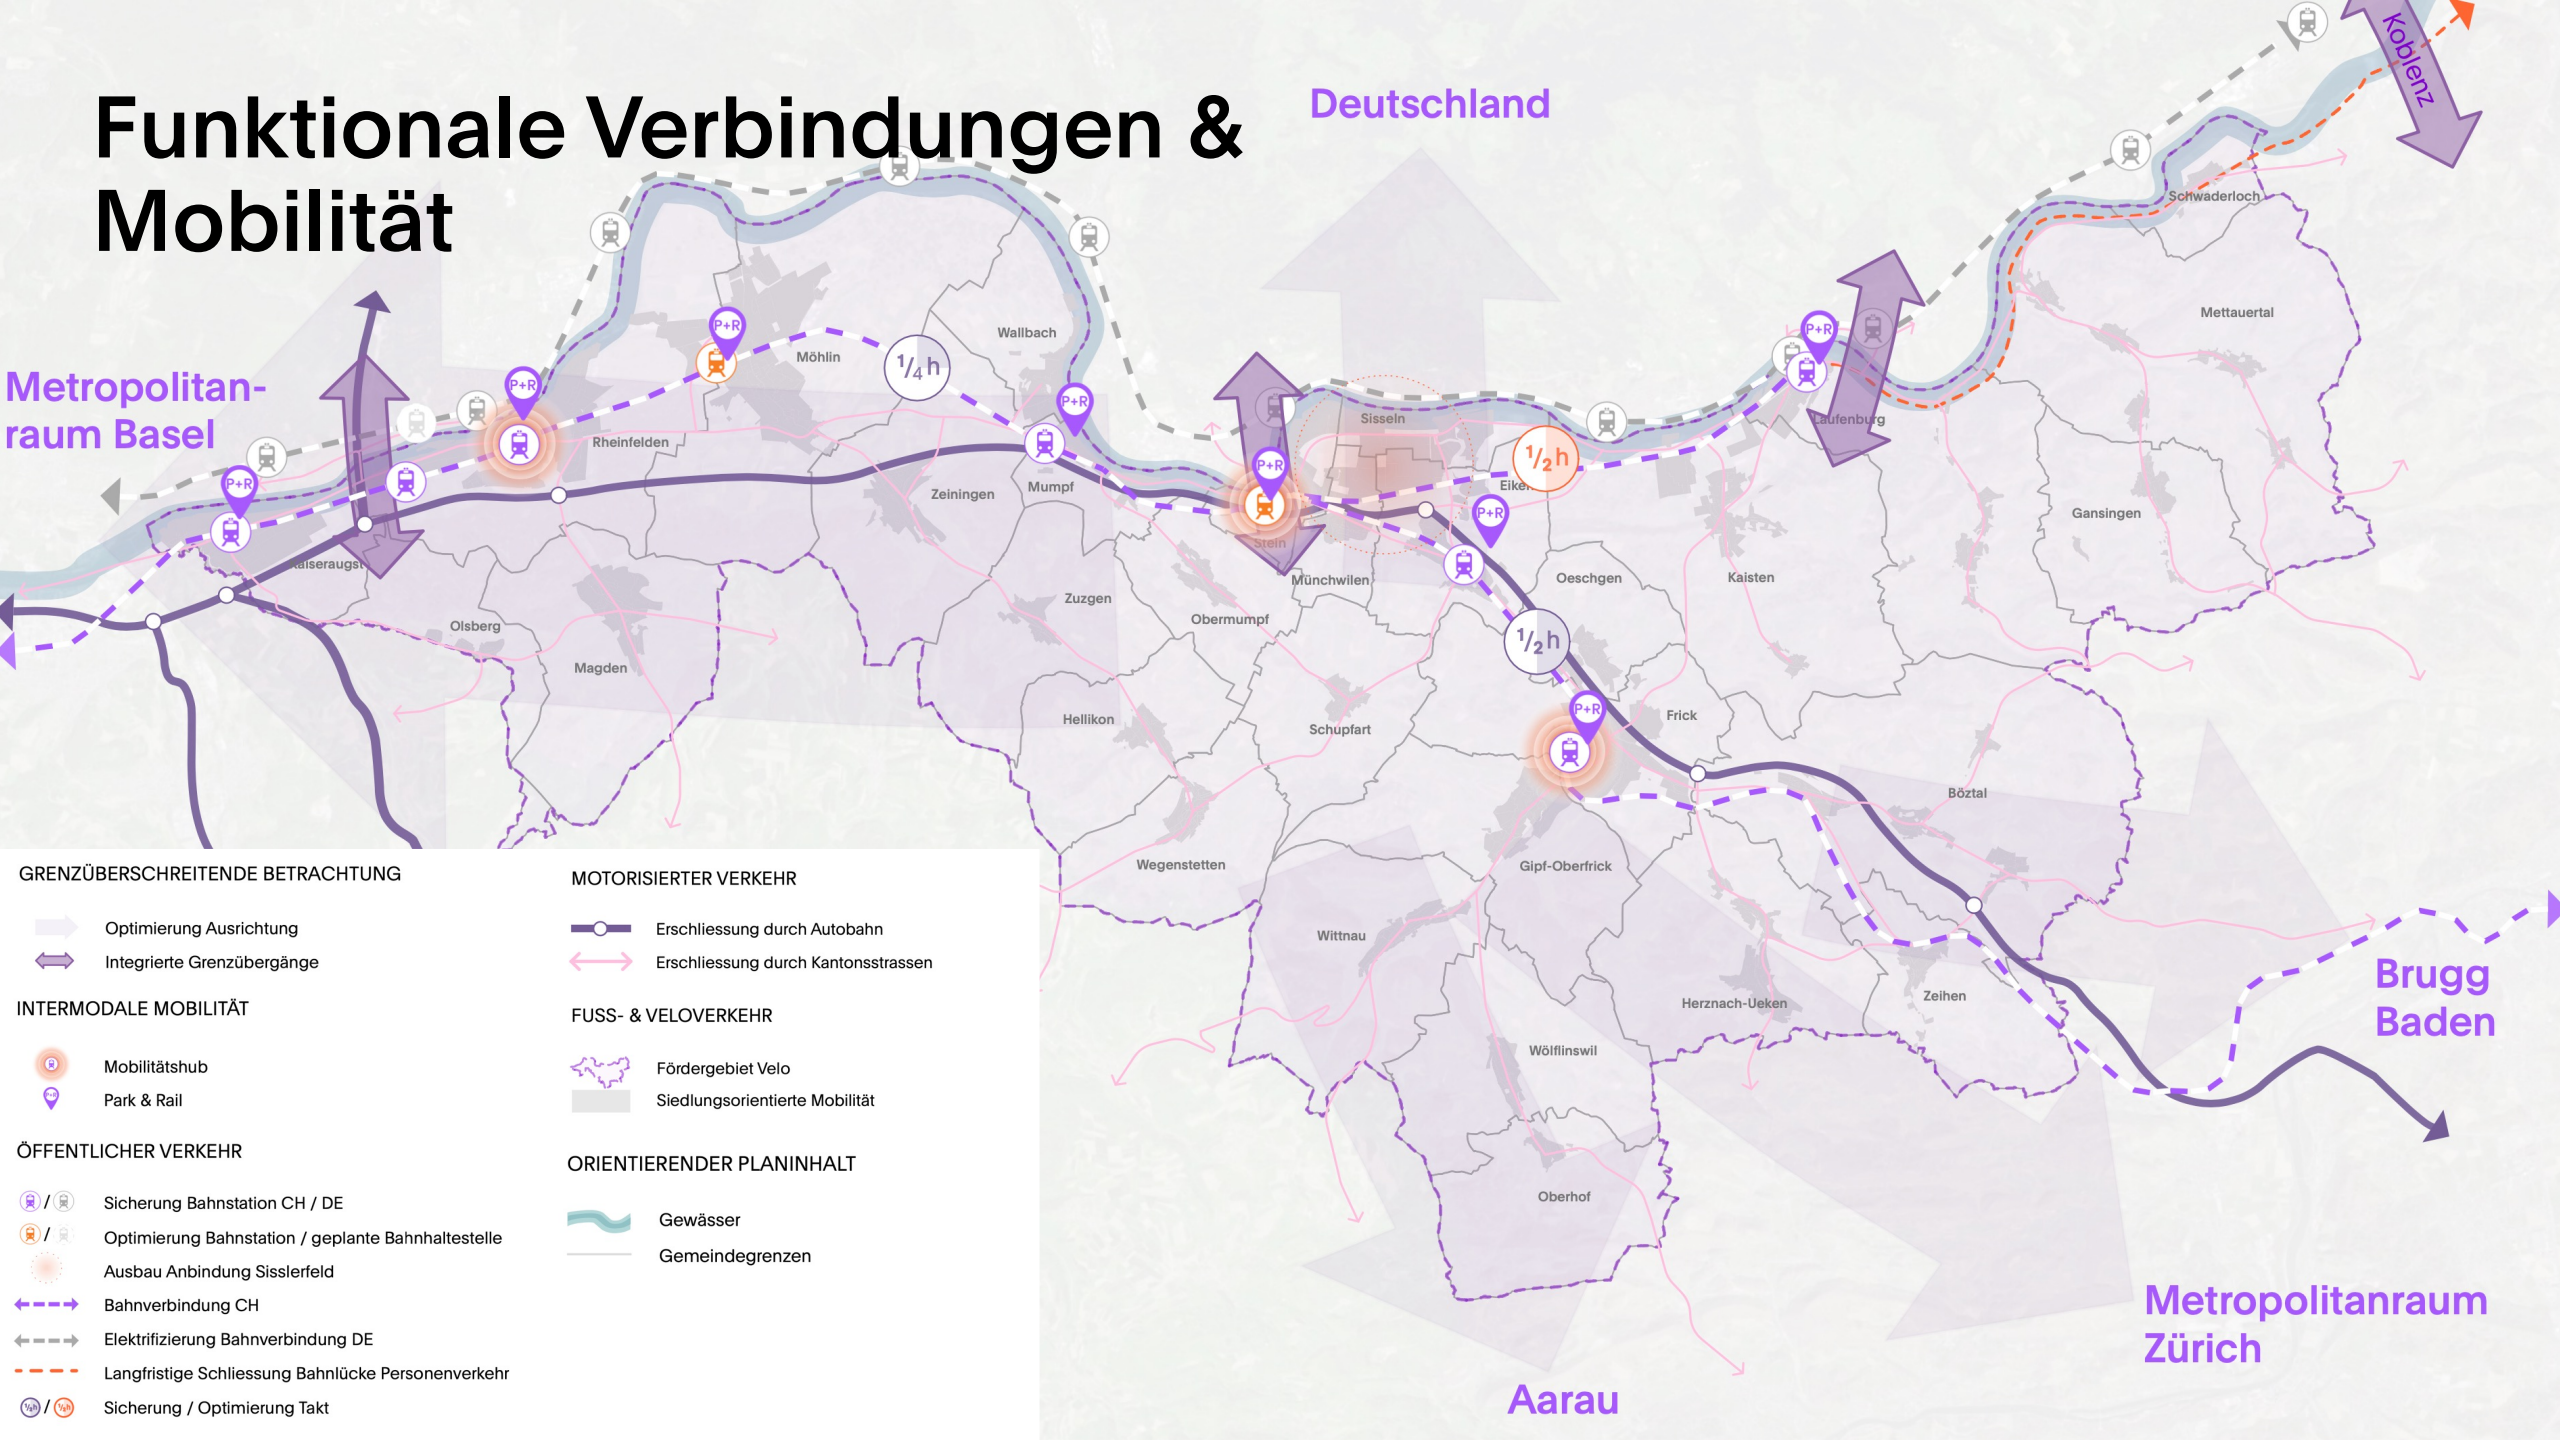 Funktionale Verbindungen &
Mobilität
Deutschland
Koblenz
Metropolitan-
raum Basel
Schwaderloch
Mettauertal
Wallbach
Möhlin
P+R
P+R
P+R
P+R
P+R
P+R
P+R
P+R
1/4 h
1/2 h
1/2 h
Rheinfelden
Sisseln
Laufenburg
Zeiningen
Mumpf
Eiken
Gansingen
Stein
Kaiseraugst
Münchwilen
Oeschgen
Kaisten
Zuzgen
Obermumpf
Olsberg
Magden
Hellikon
Schupfart
Frick
Böztal
Wegenstetten
Gipf-Oberfrick
Wittnau
Herznach-Ueken
Zeihen
Wölflinswil
Oberhof
Brugg
Baden
Metropolitanraum
Zürich
Aarau
GRENZÜBERSCHREITENDE BETRACHTUNG
Optimierung Ausrichtung
Integrierte Grenzübergänge
INTERMODALE MOBILITÄT
Mobilitätshub
P+R
Park & Rail
ÖFFENTLICHER VERKEHR
/ Sicherung Bahnstation CH / DE
/ Optimierung Bahnstation / geplante Bahnhaltestelle
Ausbau Anbindung Sisslerfeld
Bahnverbindung CH
Elektrifizierung Bahnverbindung DE
Langfristige Schliessung Bahnlücke Personenverkehr
1/2h / 1/2h Sicherung / Optimierung Takt
MOTORISIERTER VERKEHR
Erschliessung durch Autobahn
Erschliessung durch Kantonsstrassen
FUSS- & VELOVERKEHR
Fördergebiet Velo
Siedlungsorientierte Mobilität
ORIENTIERENDER PLANINHALT
Gewässer
Gemeindegrenzen